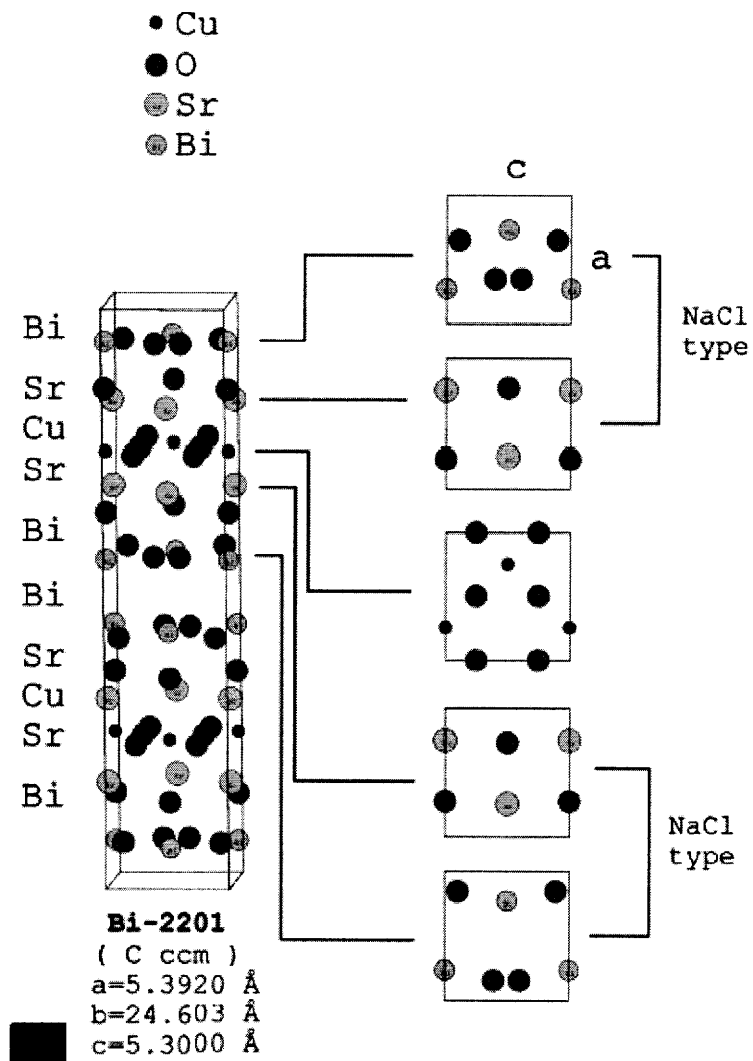 Cu
O
Sr
Bi
c
a
NaCl
type
Bi
Sr
Cu
Sr
Bi
Bi
Sr
Cu
Sr
Bi
NaCl
type
Bi-2201
( C ccm )
a=5.3920 Å
b=24.603 Å
c=5.3000 Å